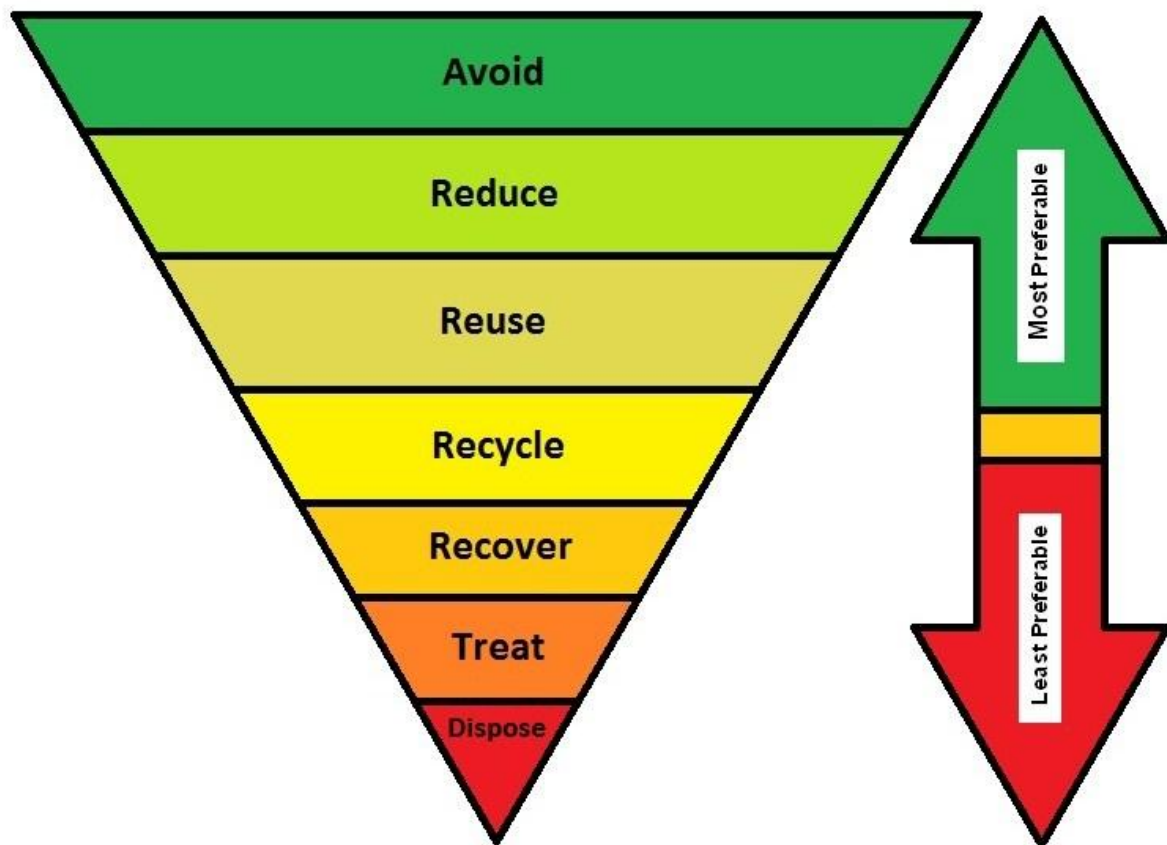 Avoid
Reduce
Reuse
Recycle
Recover
Treat
Dispose
Most Preferable
Least Preferable